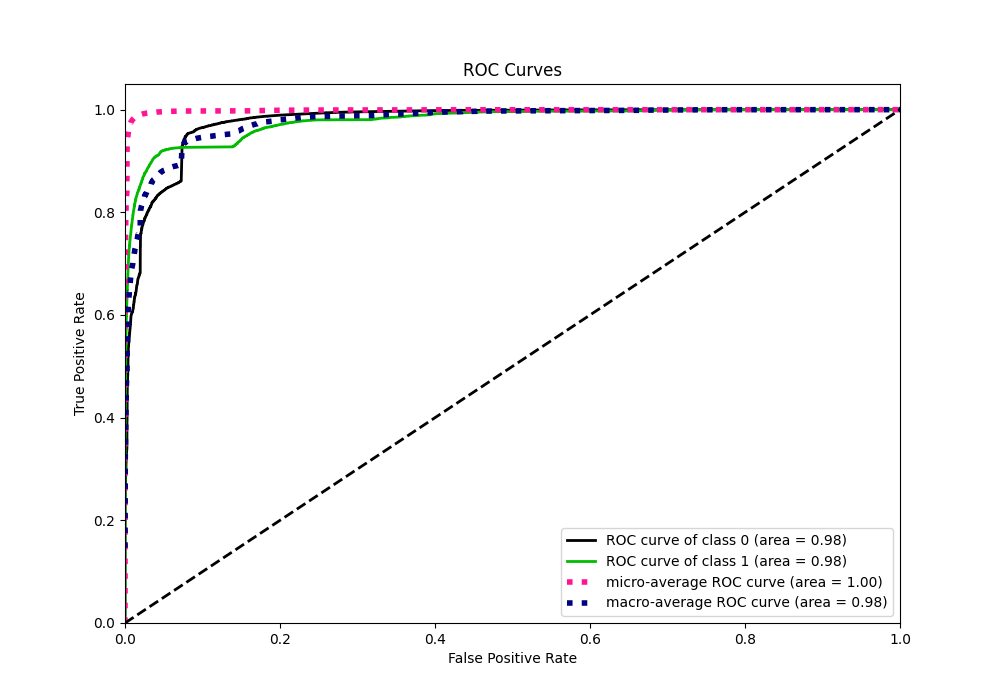 ROC Curves
1.0
0.8
0.6
0.4
0.2
0.0
True Positive Rate
ROC curve of class 0 (area = 0.98)
ROC curve of class 1 (area = 0.98)
micro-average ROC curve (area = 1.00)
macro-average ROC curve (area = 0.98)
0.0 0.2 0.4 0.6 0.8 1.0
False Positive Rate